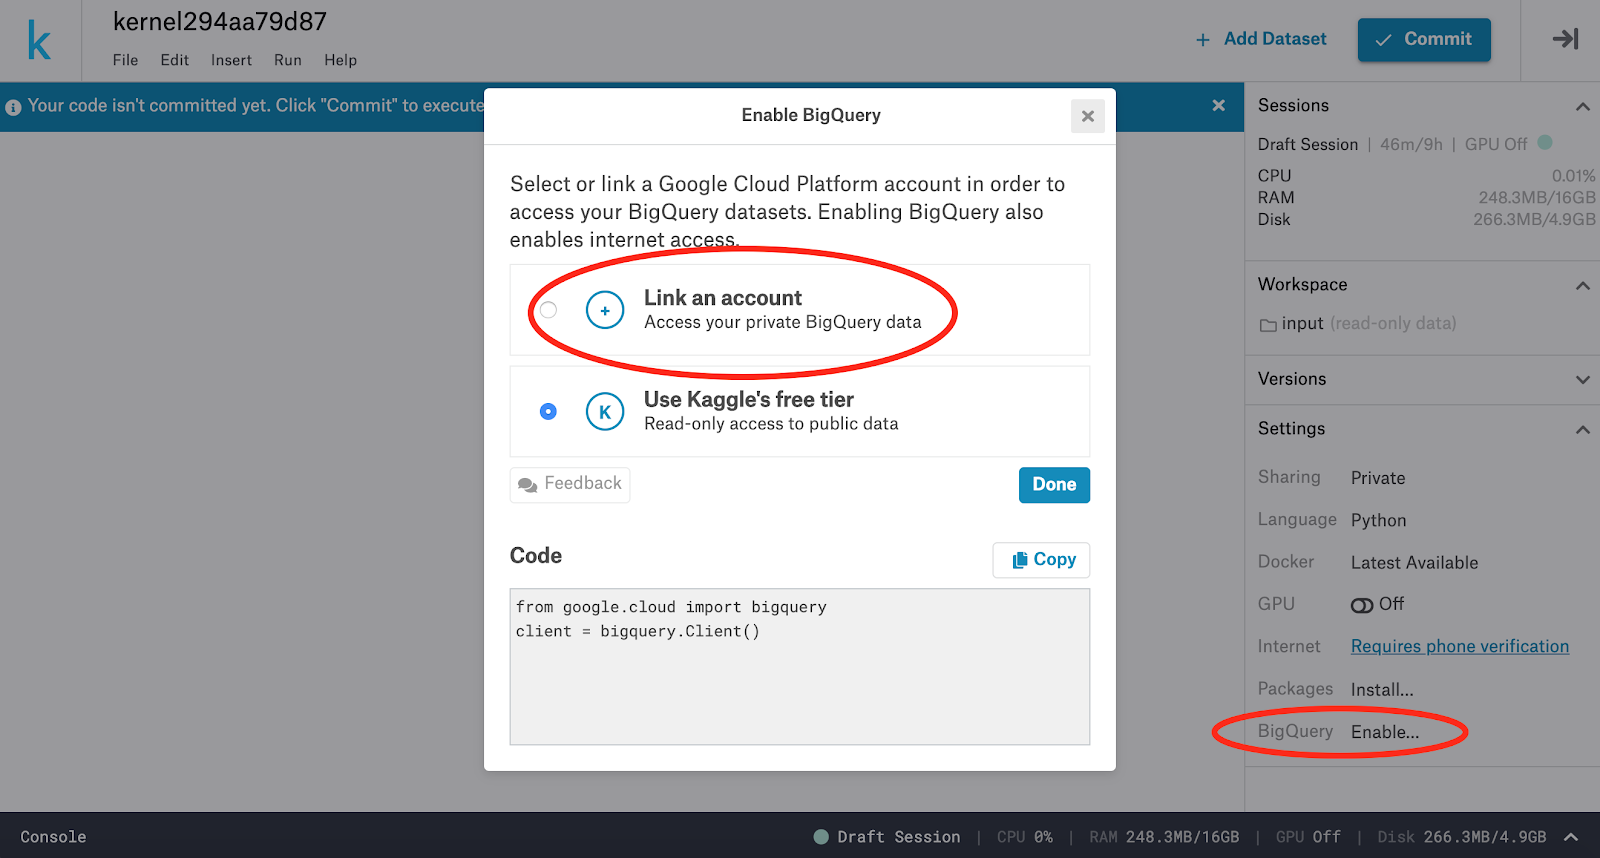 k
kernel294aa79d87
File Edit Insert Run Help
+ Add Dataset
Commit
Your code isn't committed yet. Click "Commit" to execute
Enable BigQuery
Select or link a Google Cloud Platform account in order to
access your BigQuery datasets. Enabling BigQuery also
enables internet access.
Link an account
Access your private BigQuery data
K
Use Kaggle's free tier
Read-only access to public data
Feedback
Done
Code
Copy
from google.cloud import bigquery
client = bigquery.Client()
Sessions
Draft Session | 46m/9h | GPU Off
CPU 0.01%
RAM 248.3MB/16GB
Disk 266.3MB/4.9GB
Workspace
input (read-only data)
Versions
Settings
Sharing Private
Language Python
Docker Latest Available
GPU Off
Internet Requires phone verification
Packages Install...
BigQuery Enable...
Console
Draft Session | CPU 0% | RAM 248.3MB/16GB | GPU Off | Disk 266.3MB/4.9GB